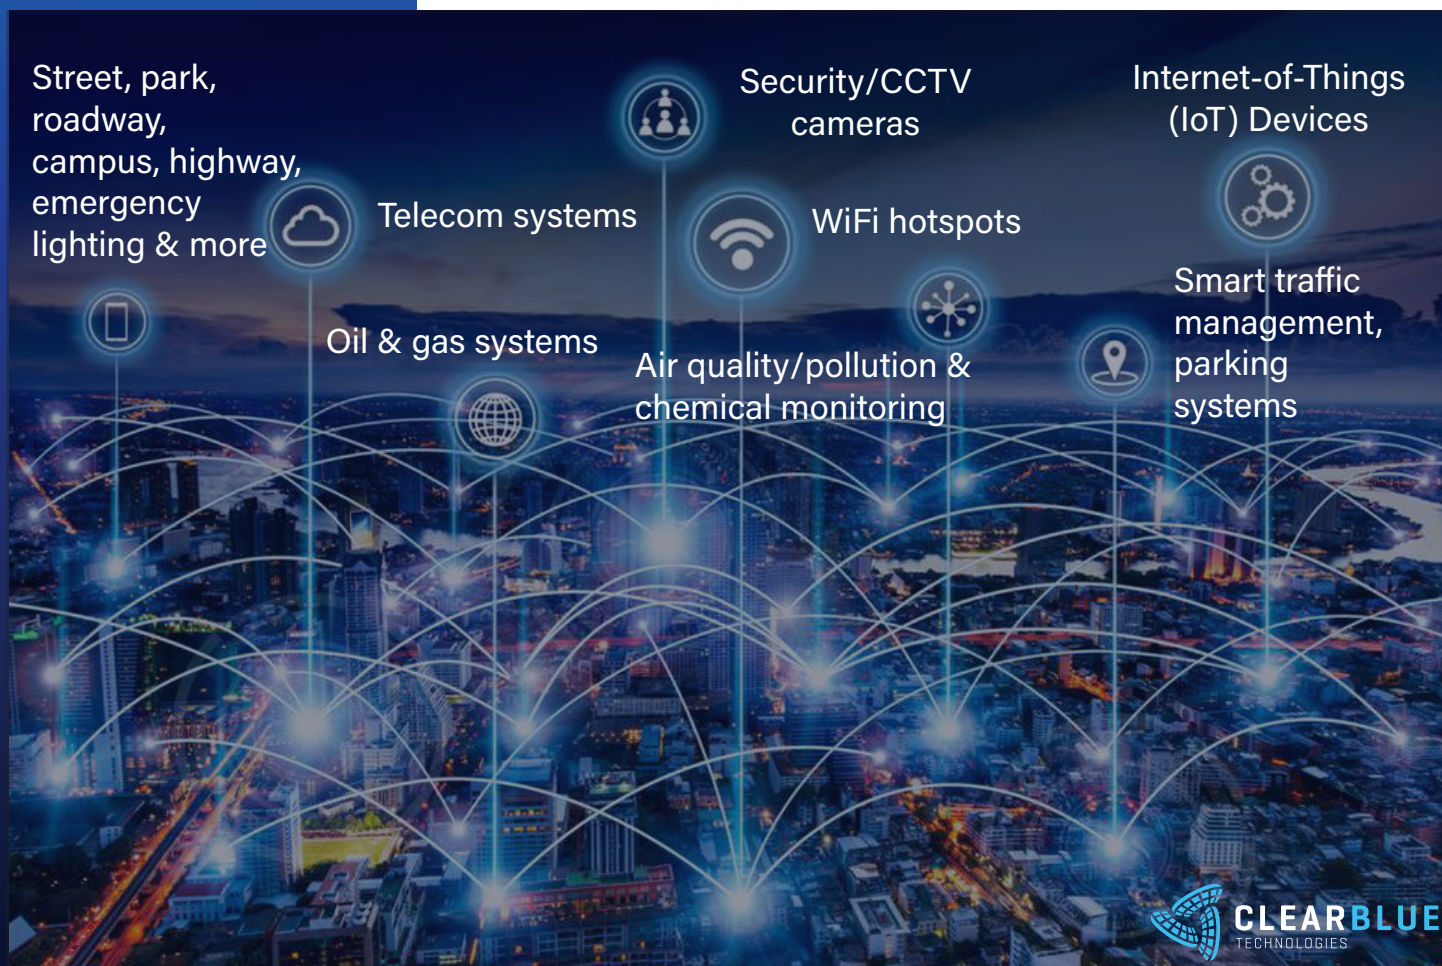 Street, park,
roadway,
campus, highway,
emergency
lighting & more
Telecom systems
Oil & gas systems
Security/CCTV
cameras
WiFi hotspots
Air quality/pollution &
chemical monitoring
Internet-of-Things
(IoT) Devices
Smart traffic
management,
parking
systems
CLEARBLUE
TECHNOLOGIES